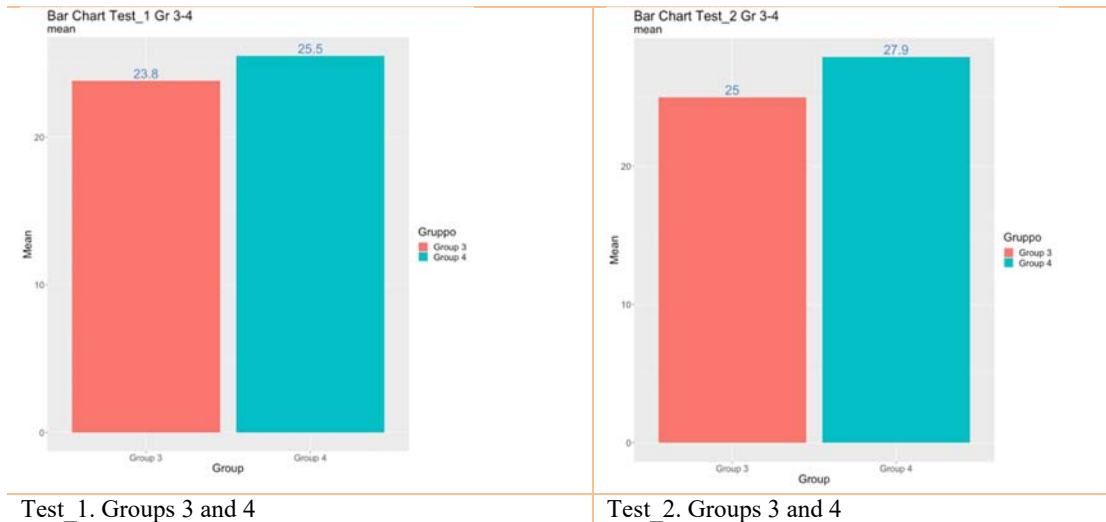 Bar Chart Test_1 Gr 3-4
mean
23.8
25.5
20
10
0
Mean
Group 3
Group 4
Group
Gruppo
Group 3
Group 4
Test_1. Groups 3 and 4
Bar Chart Test_2 Gr 3-4
mean
25
27.9
20
10
0
Mean
Group 3
Group 4
Group
Gruppo
Group 3
Group 4
Test_2. Groups 3 and 4